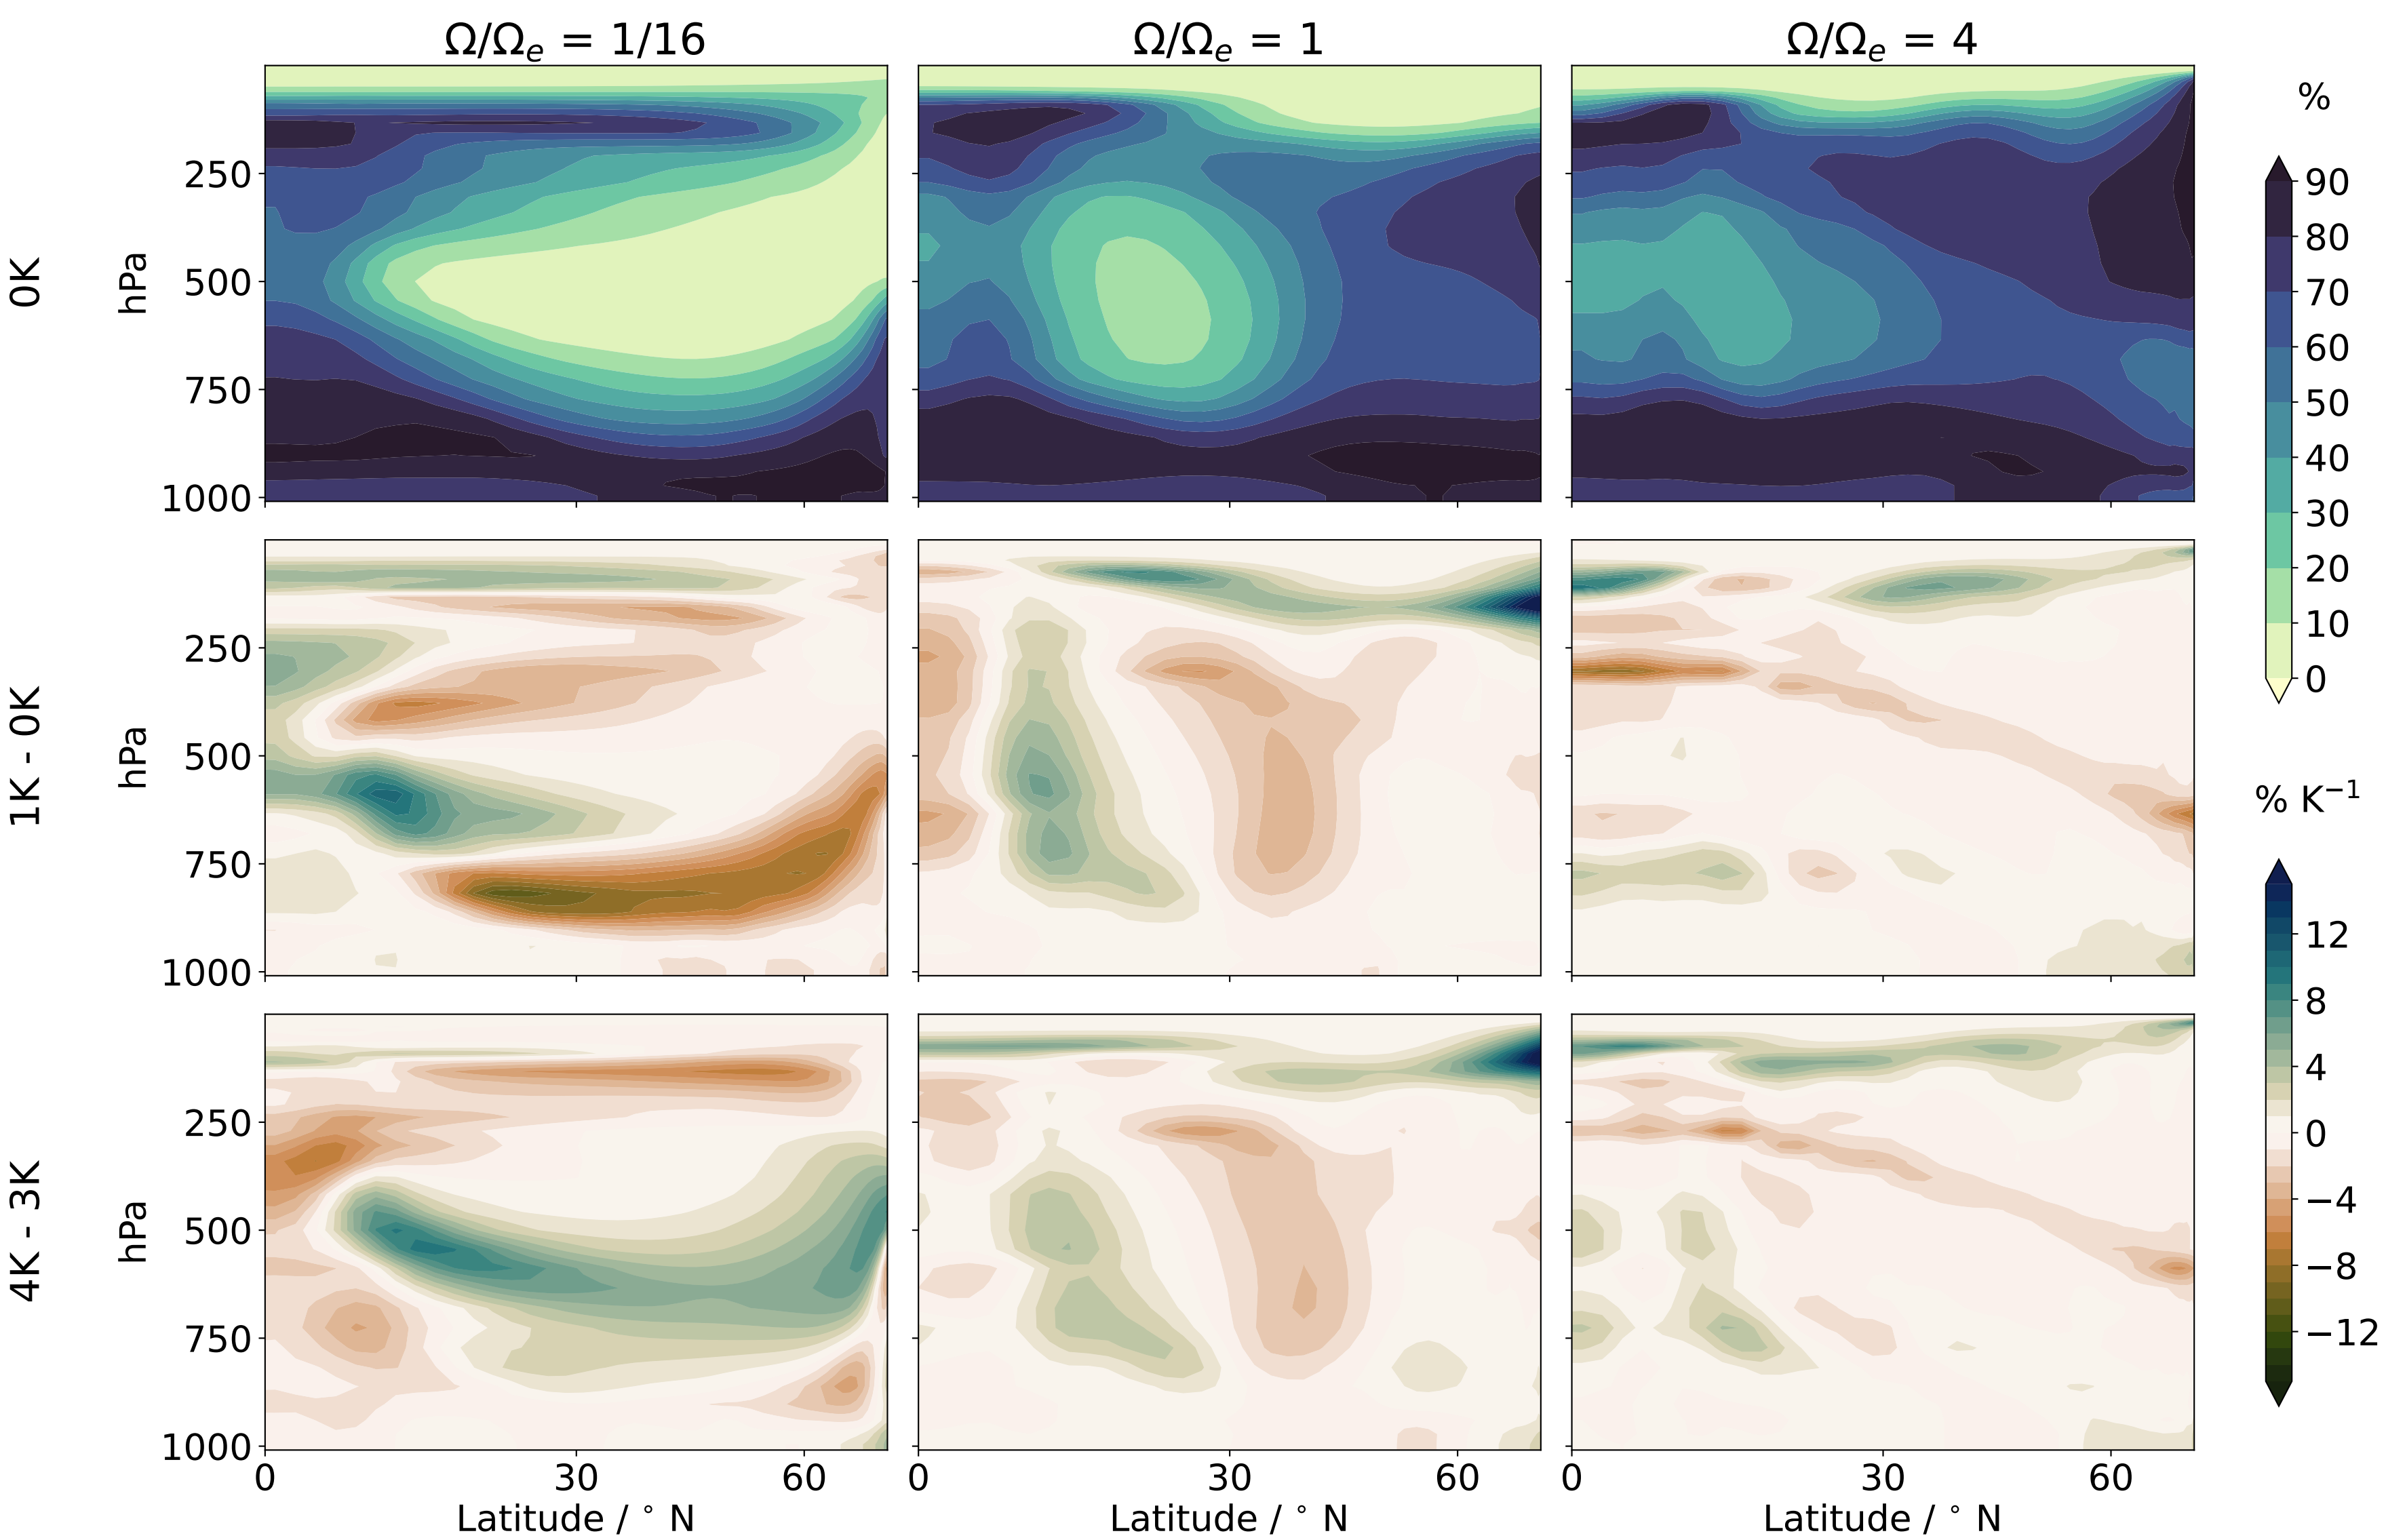 Ω/Ωe = 1/16
Ω/Ωe = 1
Ω/Ωe = 4
0K
hPa
250
500
750
1000
%
90
80
70
60
50
40
30
20
10
0
1K - 0K
hPa
250
500
750
1000
% K−1
12
8
4
0
−4
−8
−12
4K - 3K
hPa
250
500
750
1000
0 30 60
0 30 60
0 30 60
Latitude / ° N
Latitude / ° N
Latitude / ° N